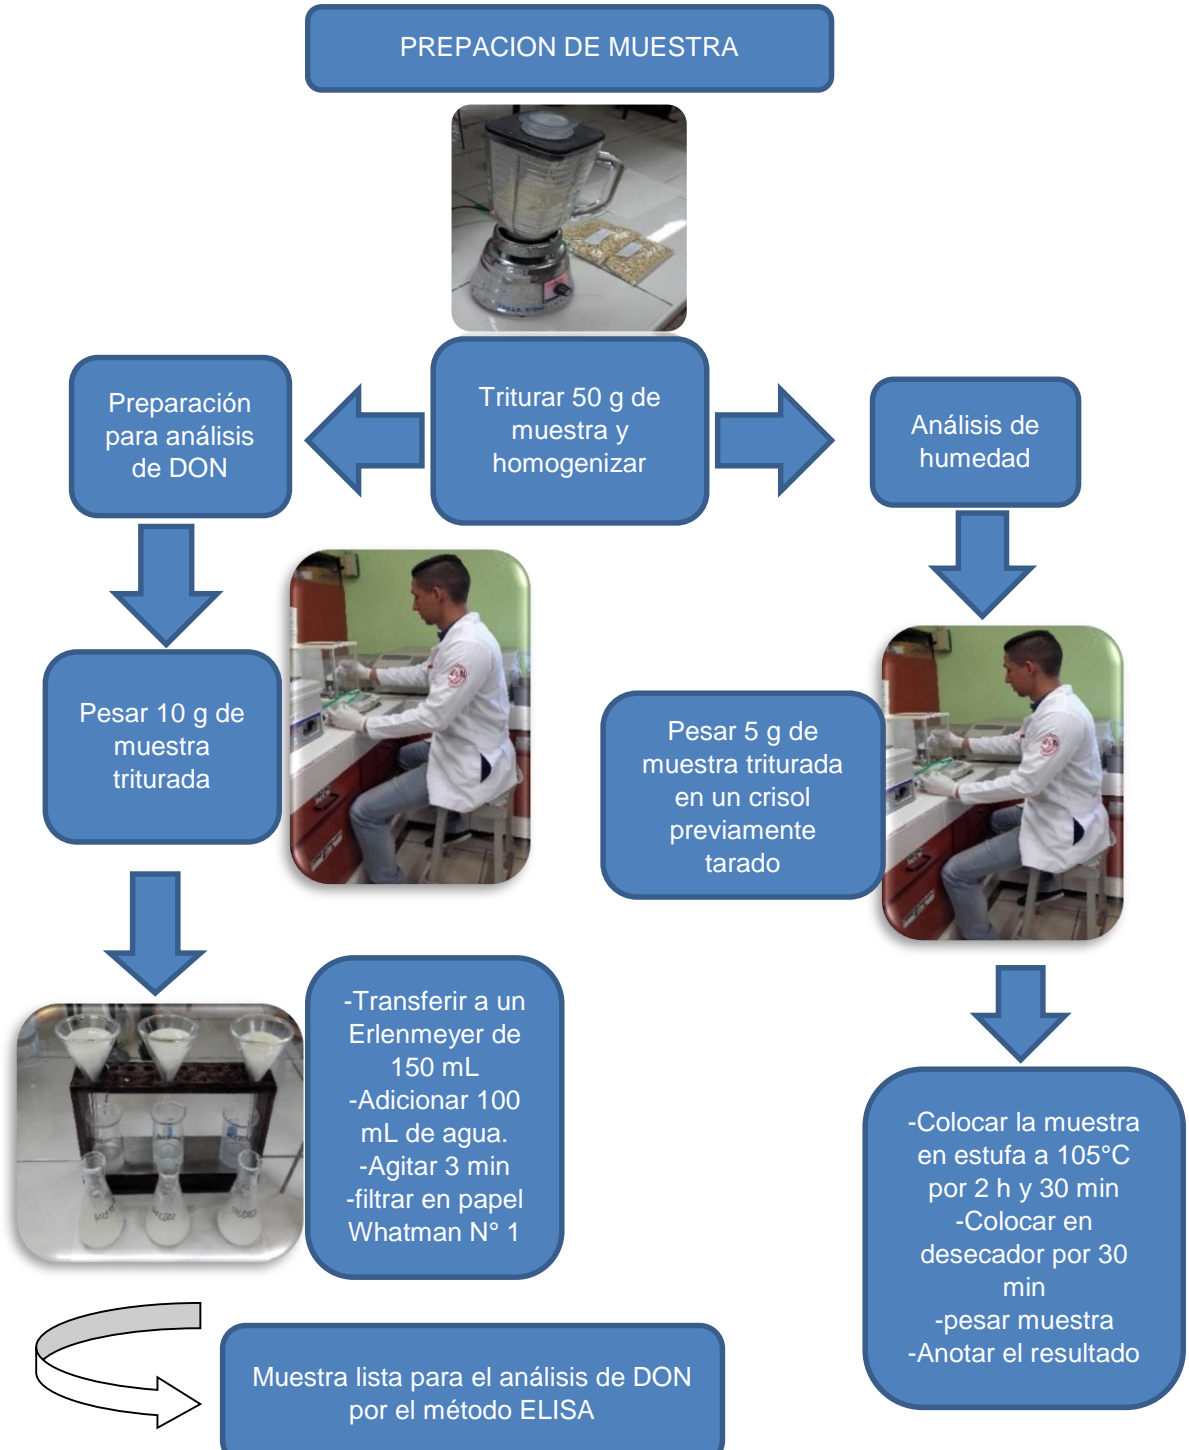 PREPACION DE MUESTRA
Triturar 50 g de
muestra y
homogenizar
Preparación
para análisis
de DON
Análisis de
humedad
Pesar 10 g de
muestra
triturada
Pesar 5 g de
muestra triturada
en un crisol
previamente
tarado
-Transferir a un
Erlenmeyer de
150 mL
-Adicionar 100
mL de agua.
-Agitar 3 min
-filtrar en papel
Whatman N° 1
-Colocar la muestra
en estufa a 105°C
por 2 h y 30 min
-Colocar en
desecador por 30
min
-pesar muestra
-Anotar el resultado
Muestra lista para el análisis de DON
por el método ELISA